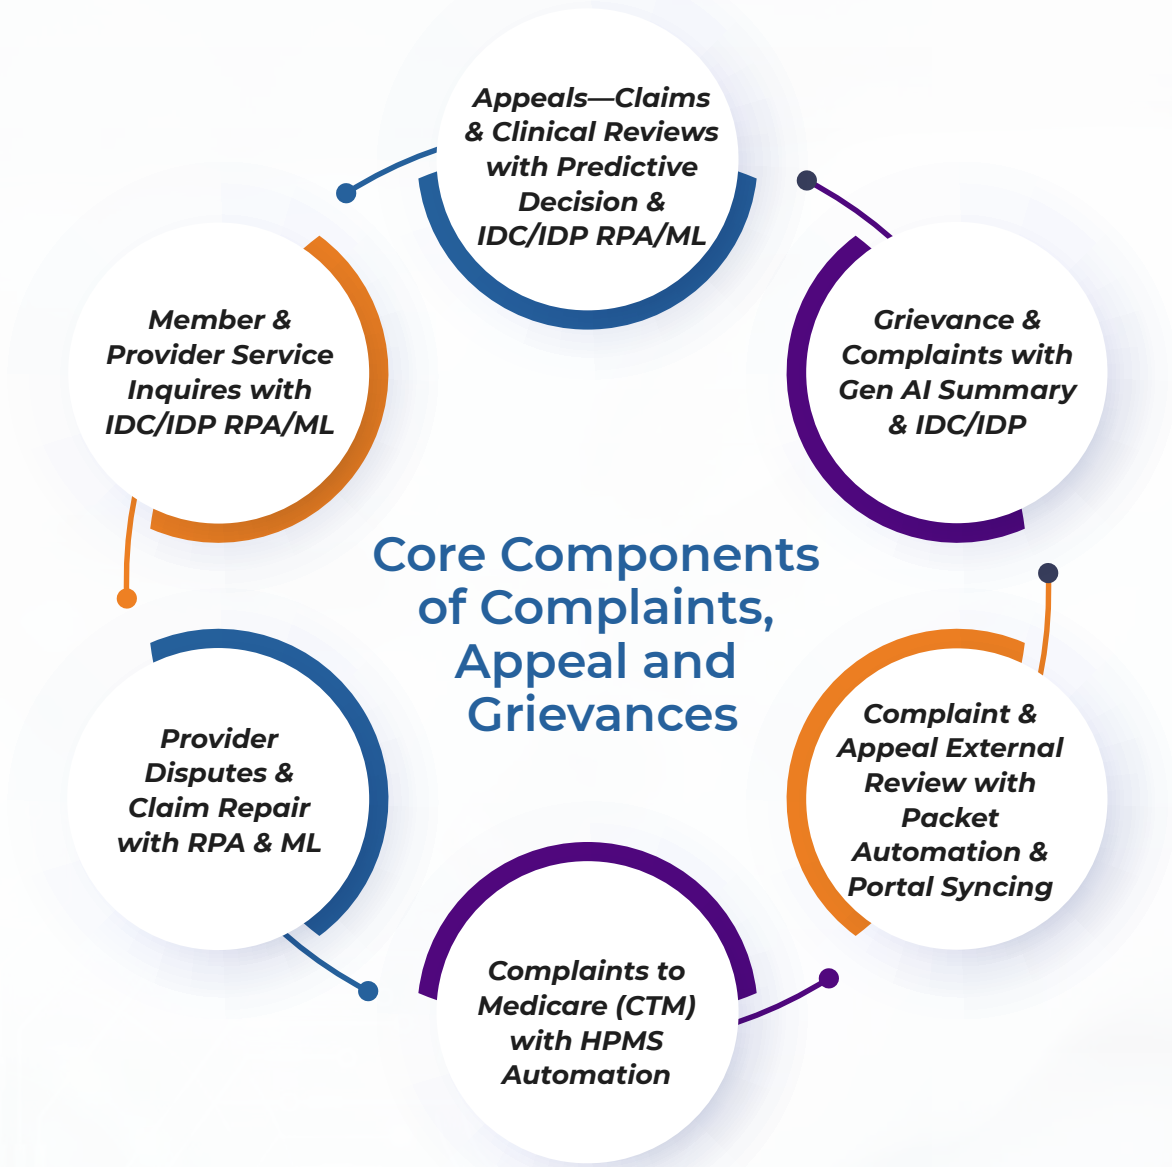 Appeals—Claims
& Clinical Reviews
with Predictive
Decision &
IDC/IDP RPA/ML
Member &
Provider Service
Inquires with
IDC/IDP RPA/ML
Grievance &
Complaints with
Gen AI Summary
& IDC/IDP
Core Components
of Complaints,
Appeal and
Grievances
Provider
Disputes &
Claim Repair
with RPA & ML
Complaint &
Appeal External
Review with
Packet
Automation &
Portal Syncing
Complaints to
Medicare (CTM)
with HPMS
Automation